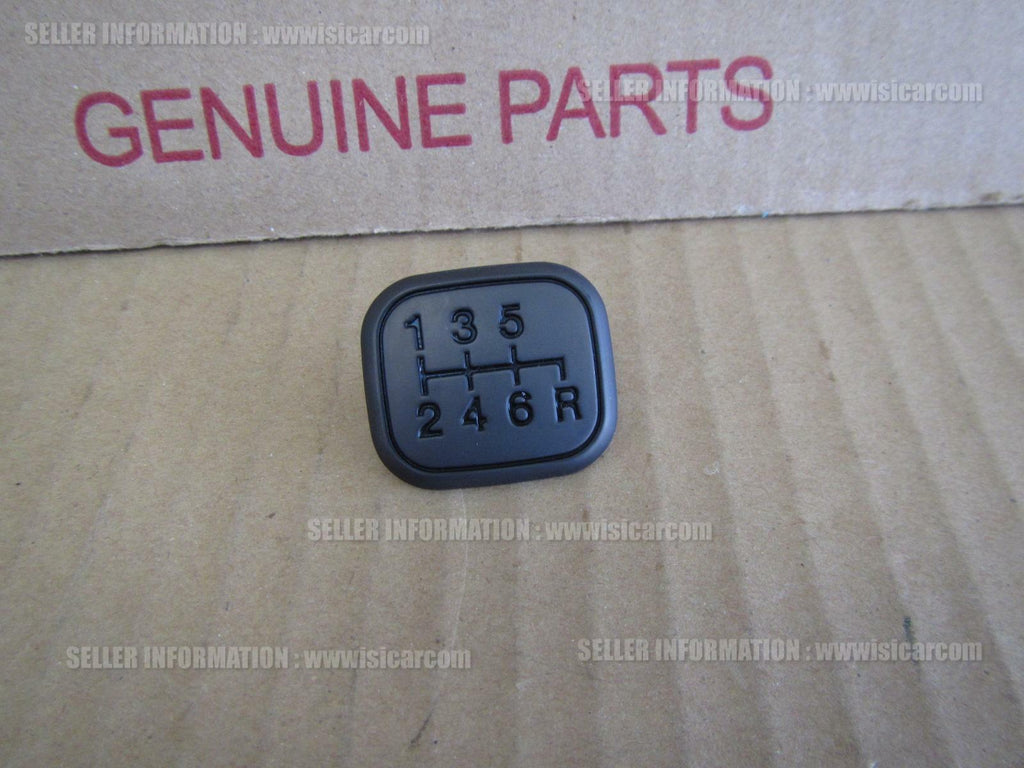 SELLER INFORMATION : wwwisicarcom
GENUINE PARTS
SELLER INFORMATION : wwwisicarcom
1 3 5
2 4 6 R
SELLER INFORMATION : wwwisicarcom
SELLER INFORMATION : wwwisicarcom
SELLER INFORMATION : wwwisicarcom